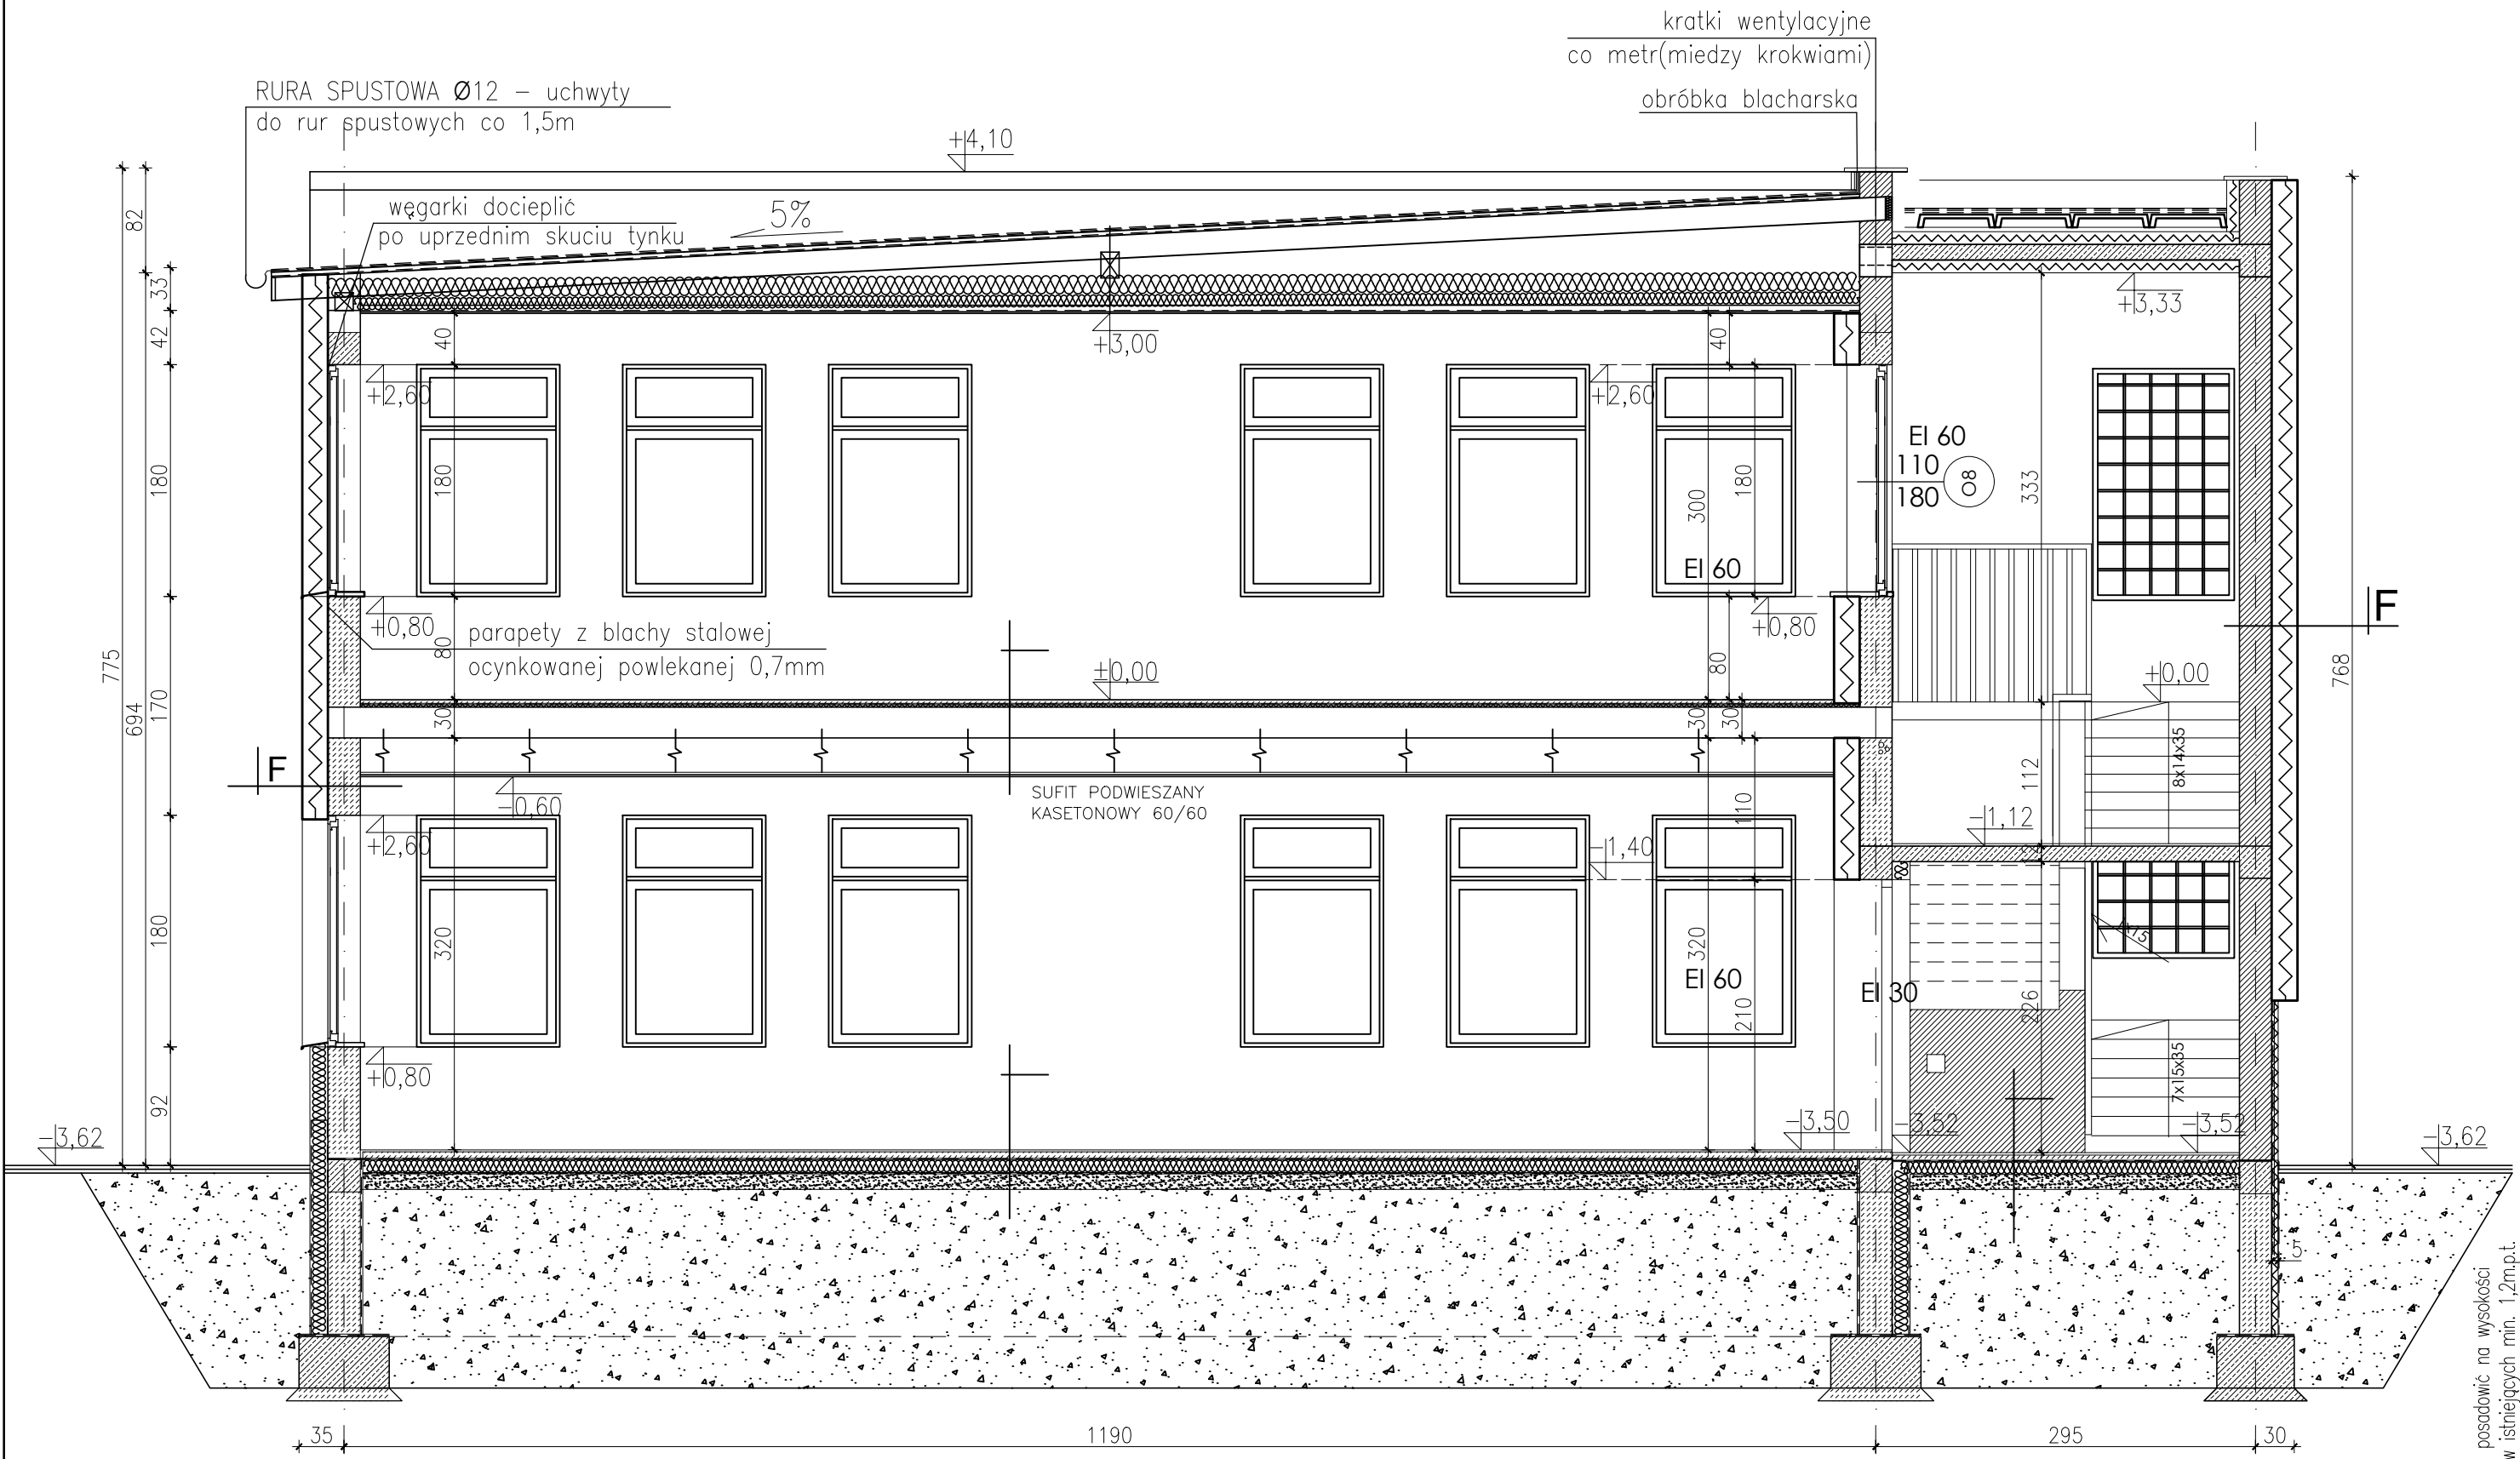 kratki wentylacyjne
co metr(miedzy krokwiami)
obróbka blacharska
RURA SPUSTOWA Ø12 – uchwyty
do rur spustowych co 1,5m
+4,10
węgarki docieplić
po uprzednim skuciu tynku
5%
82
33
42
180
170
180
92
775
694
40
180
80
30
320
+3,00
+2,60
+2,60
40
300
180
80
30
30
+3,33
333
EI 60
110
180
O8
EI 60
+0,80
+0,80
parapety z blachy stalowej
ocynkowanej powlekanej 0,7mm
±0,00
+0,00
F
F
768
8x14x35
112
SUFIT PODWIESZANY
KASETONOWY 60/60
-0,60
+2,60
110
-1,40
-1,12
12
320
EI 60
210
EI 30
226
7x15
7x15x35
+0,80
-3,62
-3,50
-3,52
-3,52
-3,62
5
posadowić na wysokości
w istniejących min. 1,2m.p.t.
35
1190
295
30